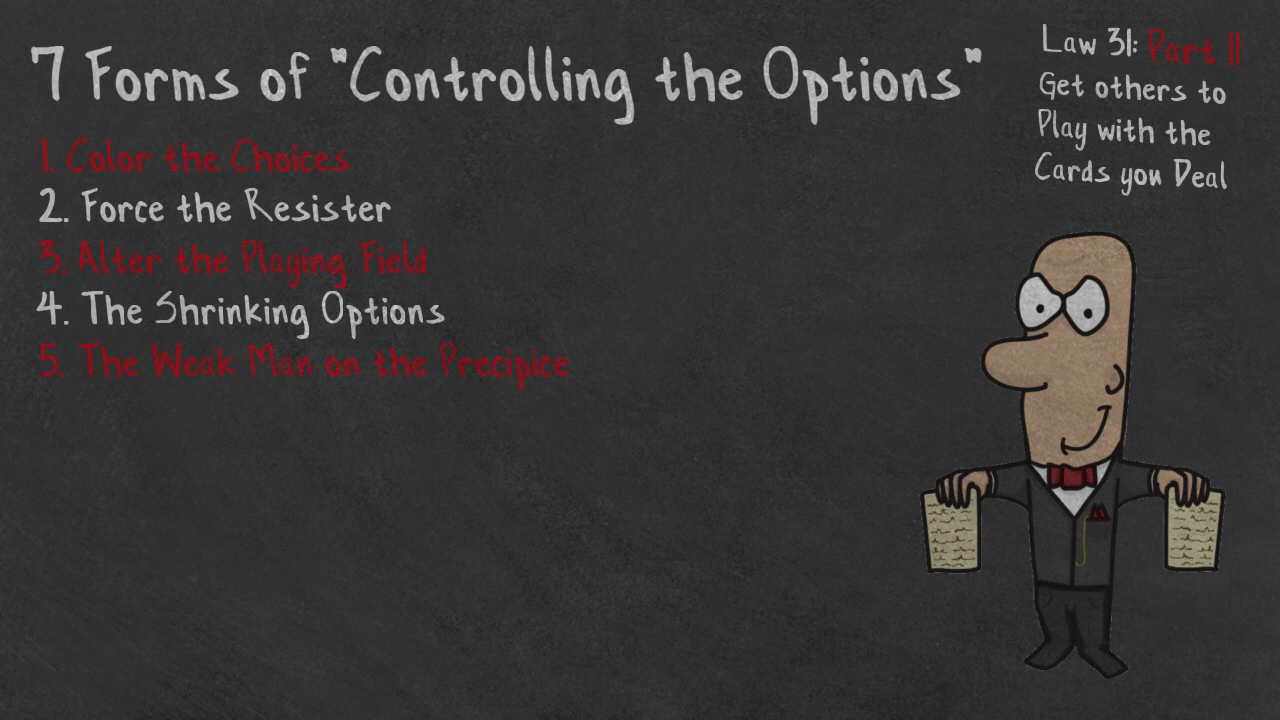 7 Forms of "Controlling the Options"
Law 31: Part II
Get others to
Play with the
Cards you Deal
1. Color the Choices
2. Force the Resister
3. Alter the Playing Field
4. The Shrinking Options
5. The Weak Man on the Precipice